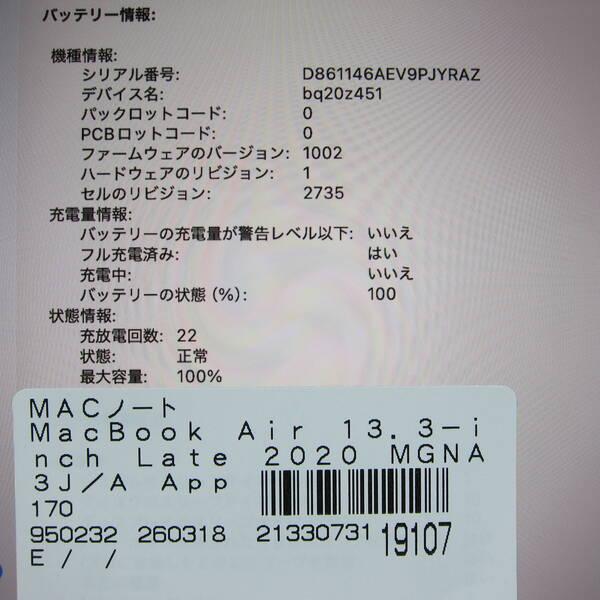 バッテリー情報:
機種情報:
シリアル番号: D861146AEV9PJYRAZ
デバイス名: bq20z451
パックロットコード: 0
PCBロットコード: 0
ファームウェアのバージョン: 1002
ハードウェアのリビジョン: 1
セルのリビジョン: 2735
充電量情報:
バッテリーの充電量が警告レベル以下: いいえ
フル充電済み: はい
充電中: いいえ
バッテリーの状態 (%): 100
状態情報:
充放電回数: 22
状態: 正常
最大容量: 100%
MACノート
MacBook Air 13.3-i
nch Late 2020 MGNA
3J/A App
170
950232 260318 21330731 19107
E / /